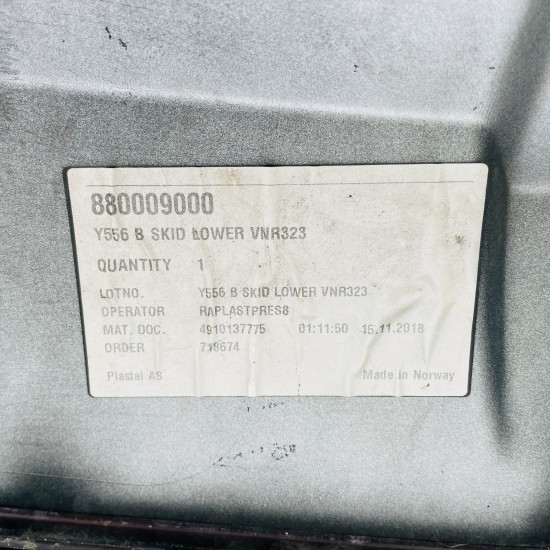 880009000
Y556 B SKID LOWER VNR323
QUANTITY 1
LOTNO. Y556 B SKID LOWER VNR323
OPERATOR RAPLASTPRES8
MAT. DOC. 4910137775 01:11:50 15.11.2018
ORDER 718674
Plastal AS Made in Norway